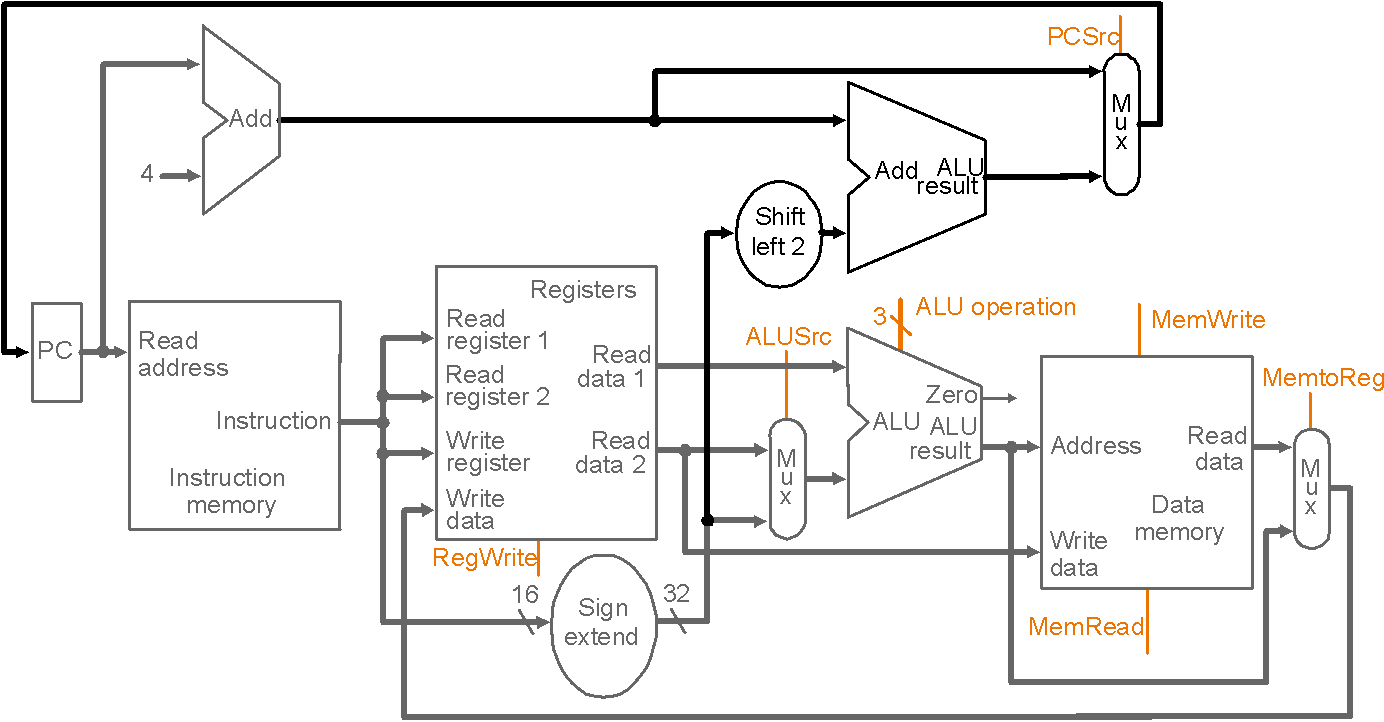 PCSrc
Add
4
M
u
x
Add
ALU
result
Shift
left 2
Registers
Read
register 1
Read
register 2
Write
register
Write
data
Read
data 1
Read
data 2
RegWrite
PC
Read
address
Instruction
Instruction
memory
16
Sign
extend
32
ALUSrc
M
u
x
3
ALU operation
Zero
ALU
ALU
result
MemWrite
Address
Read
data
Data
memory
Write
data
MemRead
MemtoReg
M
u
x